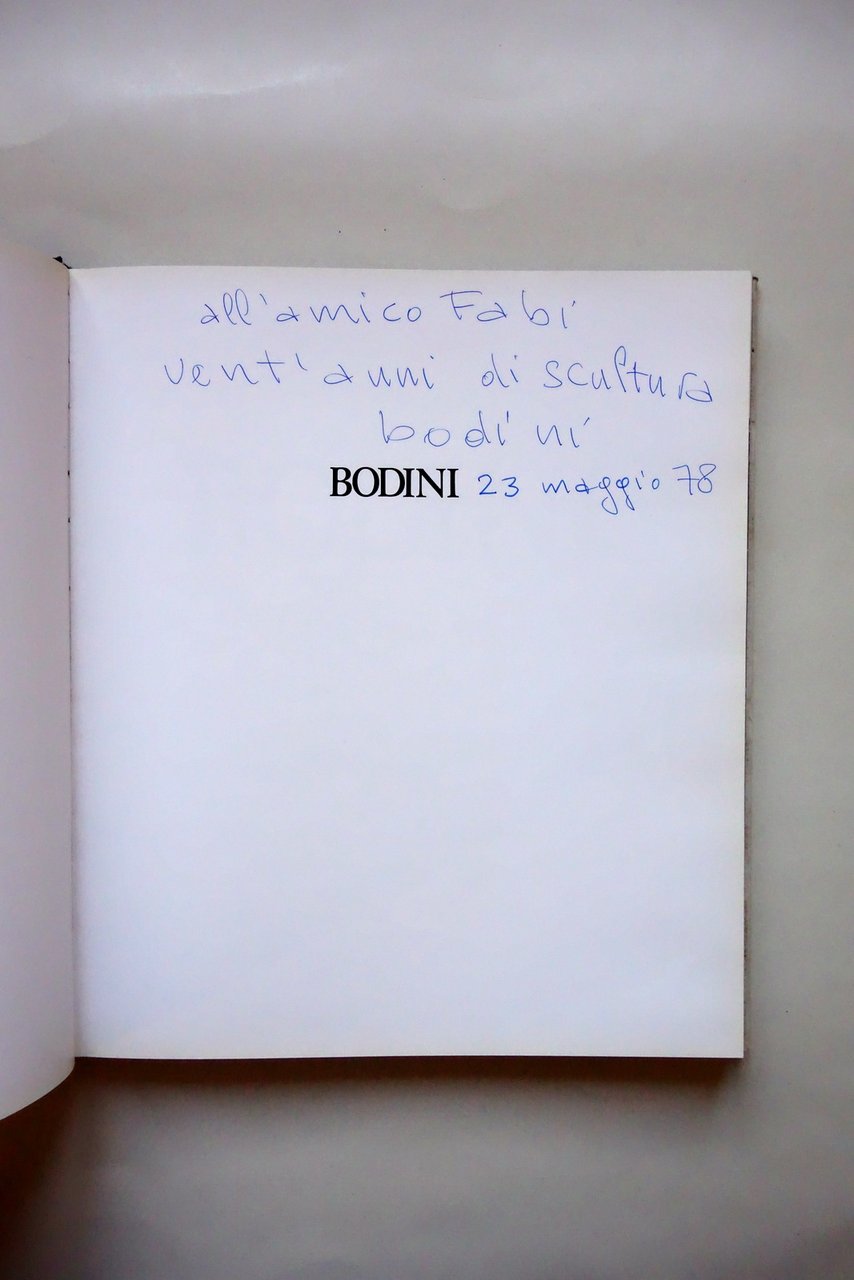 all'amico Fabi
vent'anni di scultura
bodini
BODINI 23 maggio 78